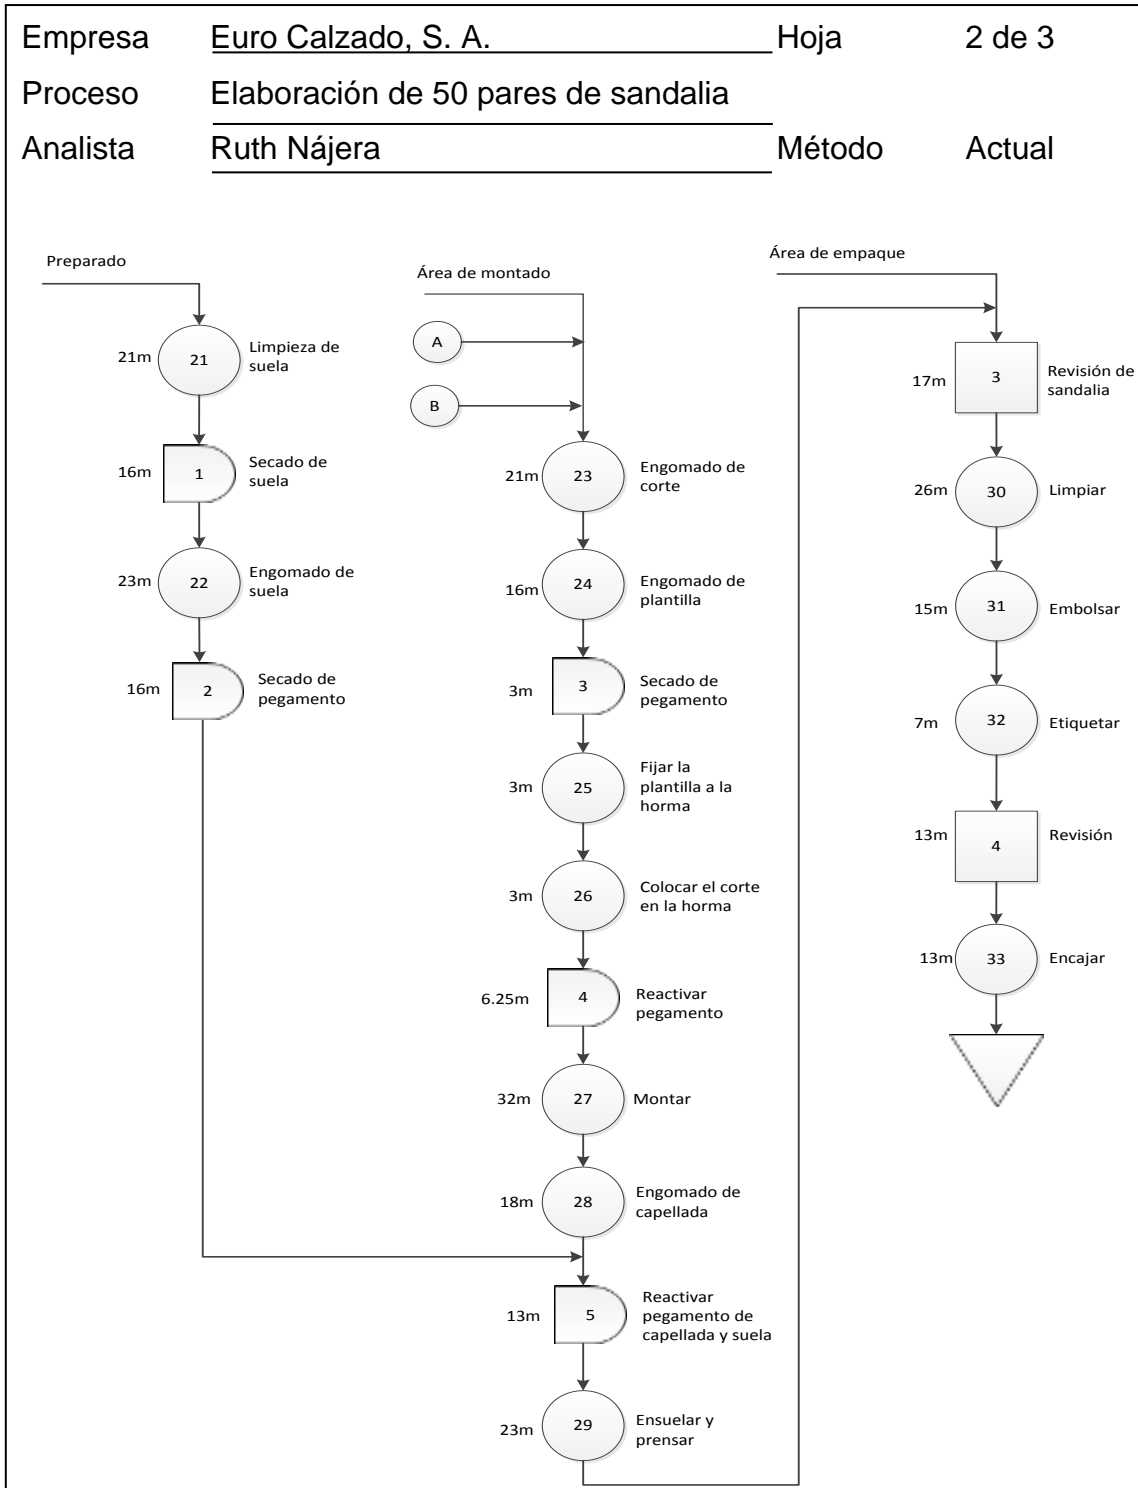 Empresa Euro Calzado, S. A. Hoja 2 de 3
Proceso Elaboración de 50 pares de sandalia
Analista Ruth Nájera Método Actual
Preparado
21m 21 Limpieza de
suela
16m 1 Secado de
suela
23m 22 Engomado de
suela
16m 2 Secado de
pegamento
Área de montado
A
B
21m 23 Engomado de
corte
16m 24 Engomado de
plantilla
3m 3 Secado de
pegamento
3m 25 Fijar la
plantilla a la
horma
3m 26 Colocar el corte
en la horma
6.25m 4 Reactivar
pegamento
32m 27 Montar
18m 28 Engomado de
capellada
13m 5 Reactivar
pegamento de
capellada y suela
23m 29 Ensuelar y
prensar
Área de empaque
17m 3 Revisión de
sandalia
26m 30 Limpiar
15m 31 Embolsar
7m 32 Etiquetar
13m 4 Revisión
13m 33 Encajar